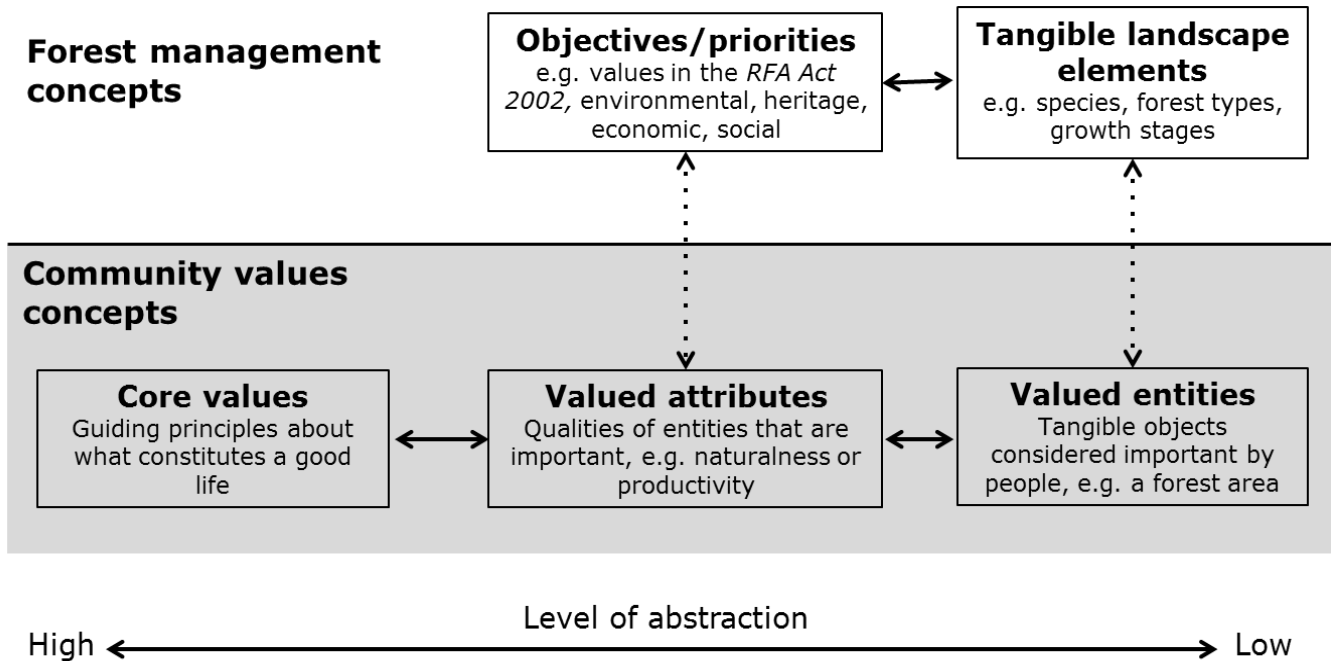 Forest management
concepts
Objectives/priorities
e.g. values in the RFA Act
2002, environmental, heritage,
economic, social
Tangible landscape
elements
e.g. species, forest types,
growth stages
Community values
concepts
Core values
Guiding principles about
what constitutes a good
life
Valued attributes
Qualities of entities that are
important, e.g. naturalness or
productivity
Valued entities
Tangible objects
considered important by
people, e.g. a forest area
Level of abstraction
High
Low